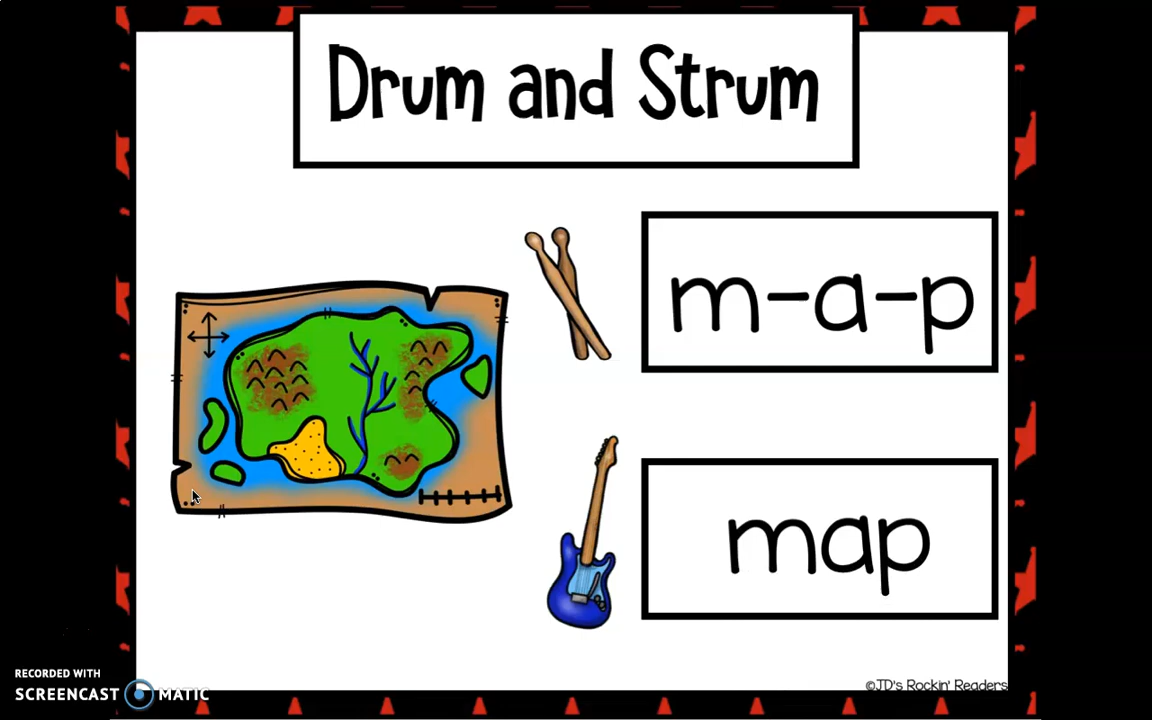 Drum and Strum
m-a-p
map
RECORDED WITH
SCREENCAST MATIC
©JD's Rockin' Readers